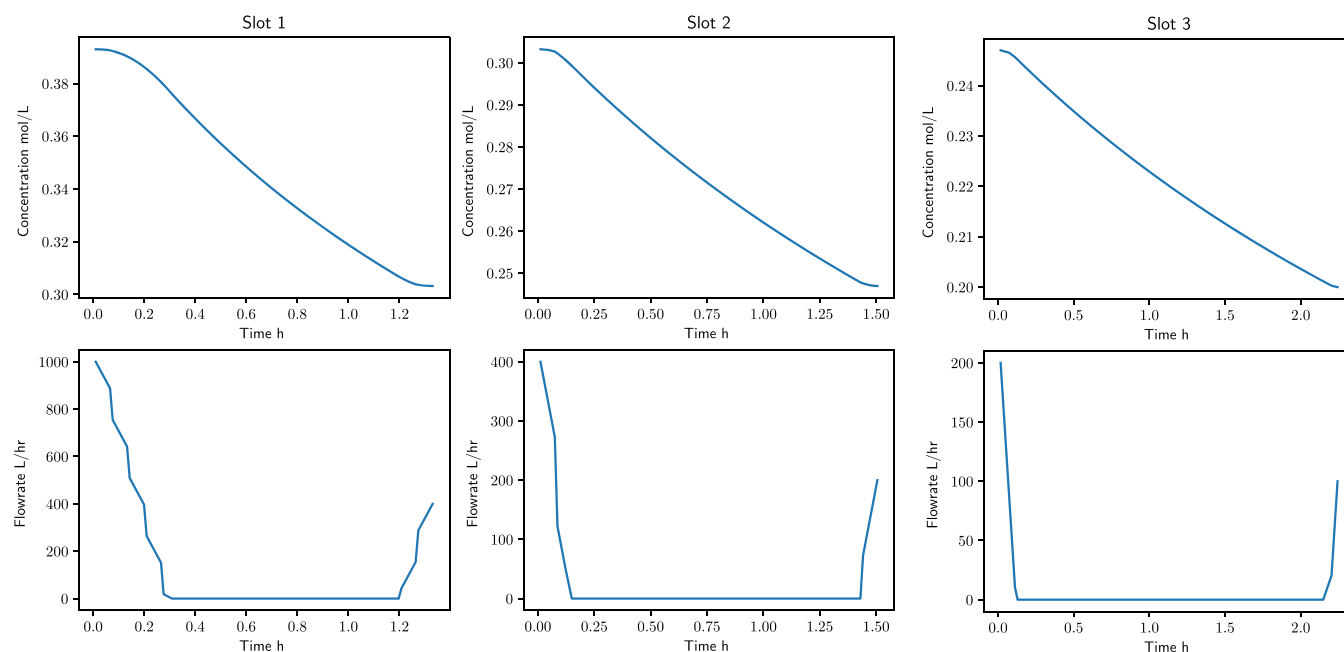 Slot 1
Concentration mol/L
0.38
0.36
0.34
0.32
0.30
0.0 0.2 0.4 0.6 0.8 1.0 1.2
Time h
Slot 2
Concentration mol/L
0.30
0.29
0.28
0.27
0.26
0.25
0.00 0.25 0.50 0.75 1.00 1.25 1.50
Time h
Slot 3
Concentration mol/L
0.24
0.23
0.22
0.21
0.20
0.0 0.5 1.0 1.5 2.0
Time h
Flowrate L/hr
1000
800
600
400
200
0
0.0 0.2 0.4 0.6 0.8 1.0 1.2
Time h
Flowrate L/hr
400
300
200
100
0
0.00 0.25 0.50 0.75 1.00 1.25 1.50
Time h
Flowrate L/hr
200
150
100
50
0
0.0 0.5 1.0 1.5 2.0
Time h